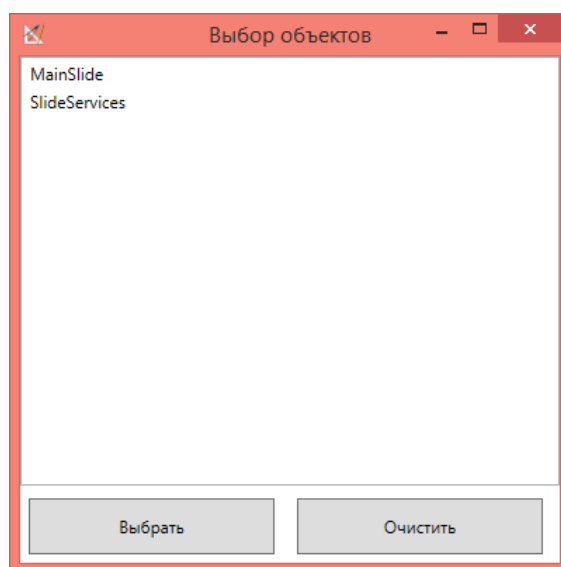 Выбор объектов
MainSlide
SlideServices
Выбрать Очистить